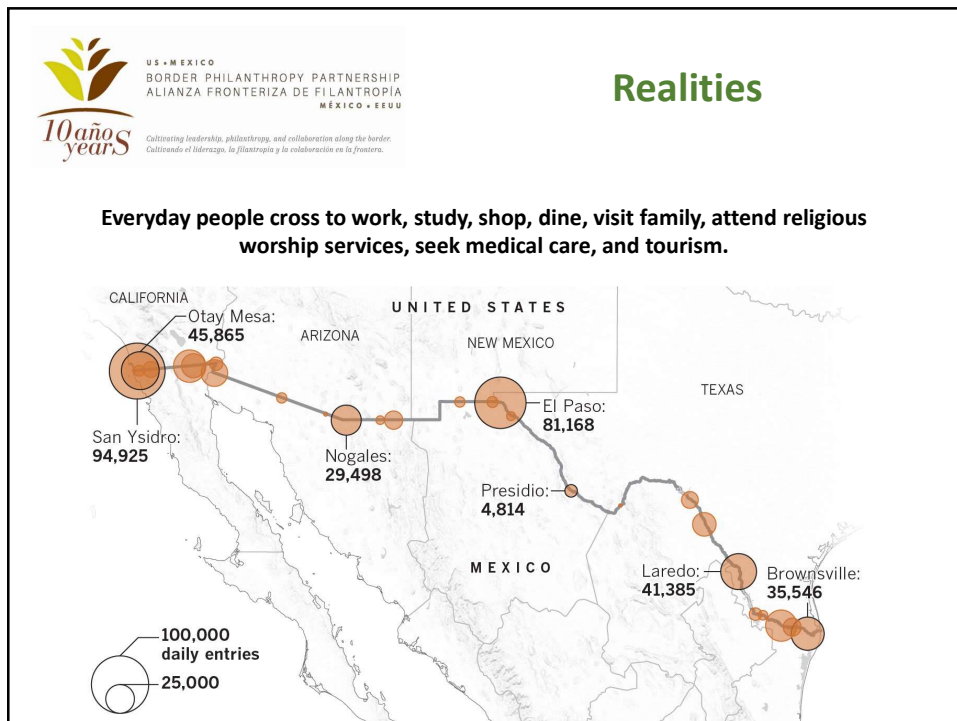 US • MEXICO
BORDER PHILANTHROPY PARTNERSHIP
ALIANZA FRONTERIZA DE FILANTROPÍA
MÉXICO • EEUU
10 años
years
Cultivating leadership, philanthropy, and collaboration along the border.
Cultivando el liderazgo, la filantropía y la colaboración en la frontera.
Realities
Everyday people cross to work, study, shop, dine, visit family, attend religious
worship services, seek medical care, and tourism.
CALIFORNIA
UNITED STATES
Otay Mesa:
45,865
ARIZONA
NEW MEXICO
TEXAS
El Paso:
81,168
San Ysidro:
94,925
Nogales:
29,498
Presidio:
4,814
MEXICO
Laredo:
41,385
Brownsville:
35,546
100,000
daily entries
25,000